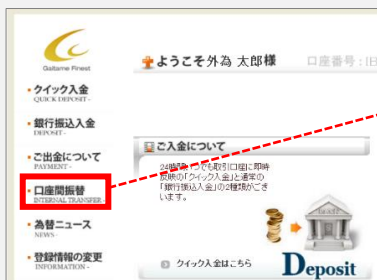 Gaitame Finest
ようこそ外為 太郎様
口座番号：
クイック入金
QUICK DEPOSIT -
銀行振込入金
DEPOSIT -
ご出金について
PAYMENT -
口座間振替
INTERNAL TRANSFER -
為替ニュース
NEWS -
登録情報の変更
INFORMATION -
ご入金について
24時間いつでも取引口座に即時
反映の「クイック入金」と通常の
「銀行振込入金」の2種類がござ
います。
クイック入金はこちら
Deposit